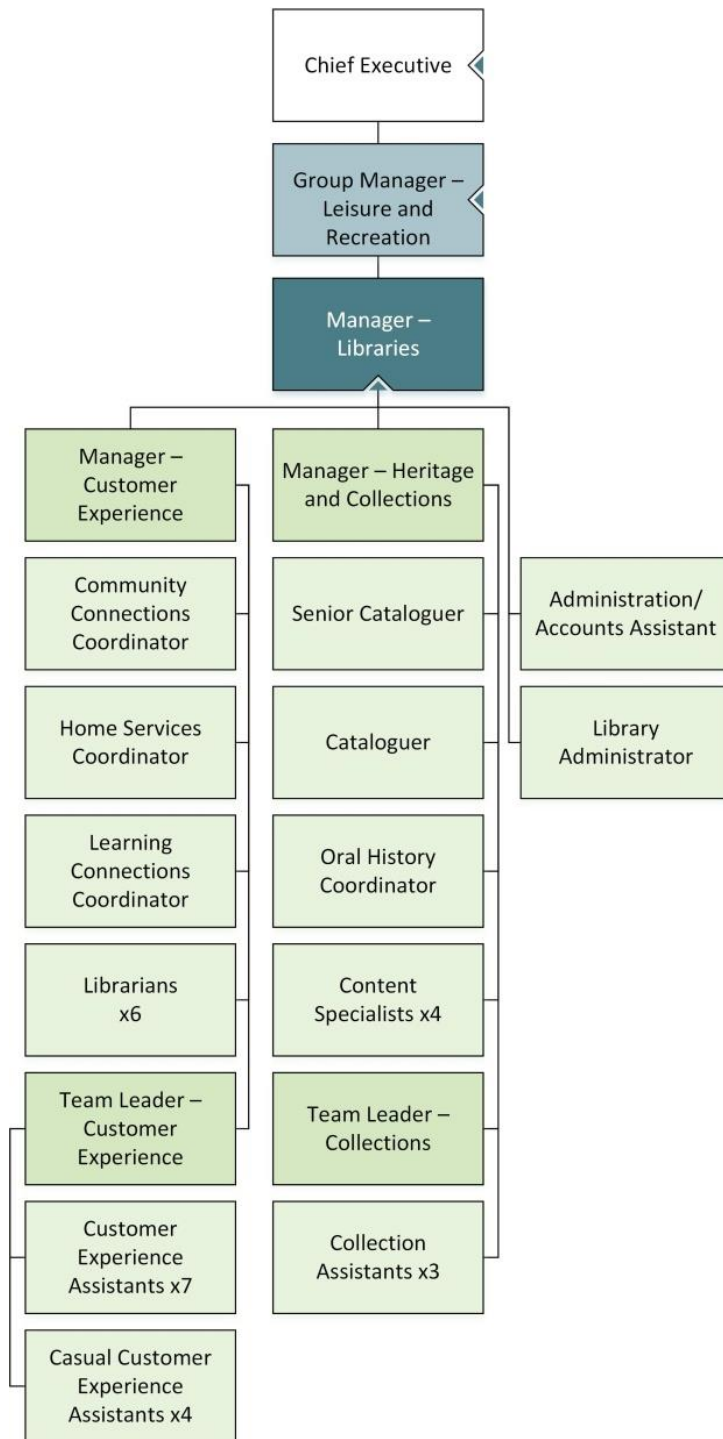 Chief Executive
Group Manager –
Leisure and
Recreation
Manager –
Libraries
Manager –
Customer
Experience
Community
Connections
Coordinator
Home Services
Coordinator
Learning
Connections
Coordinator
Librarians
x6
Team Leader –
Customer
Experience
Customer
Experience
Assistants x7
Casual Customer
Experience
Assistants x4
Manager – Heritage
and Collections
Senior Cataloguer
Cataloguer
Oral History
Coordinator
Content
Specialists x4
Team Leader –
Collections
Collection
Assistants x3
Administration/
Accounts Assistant
Library
Administrator